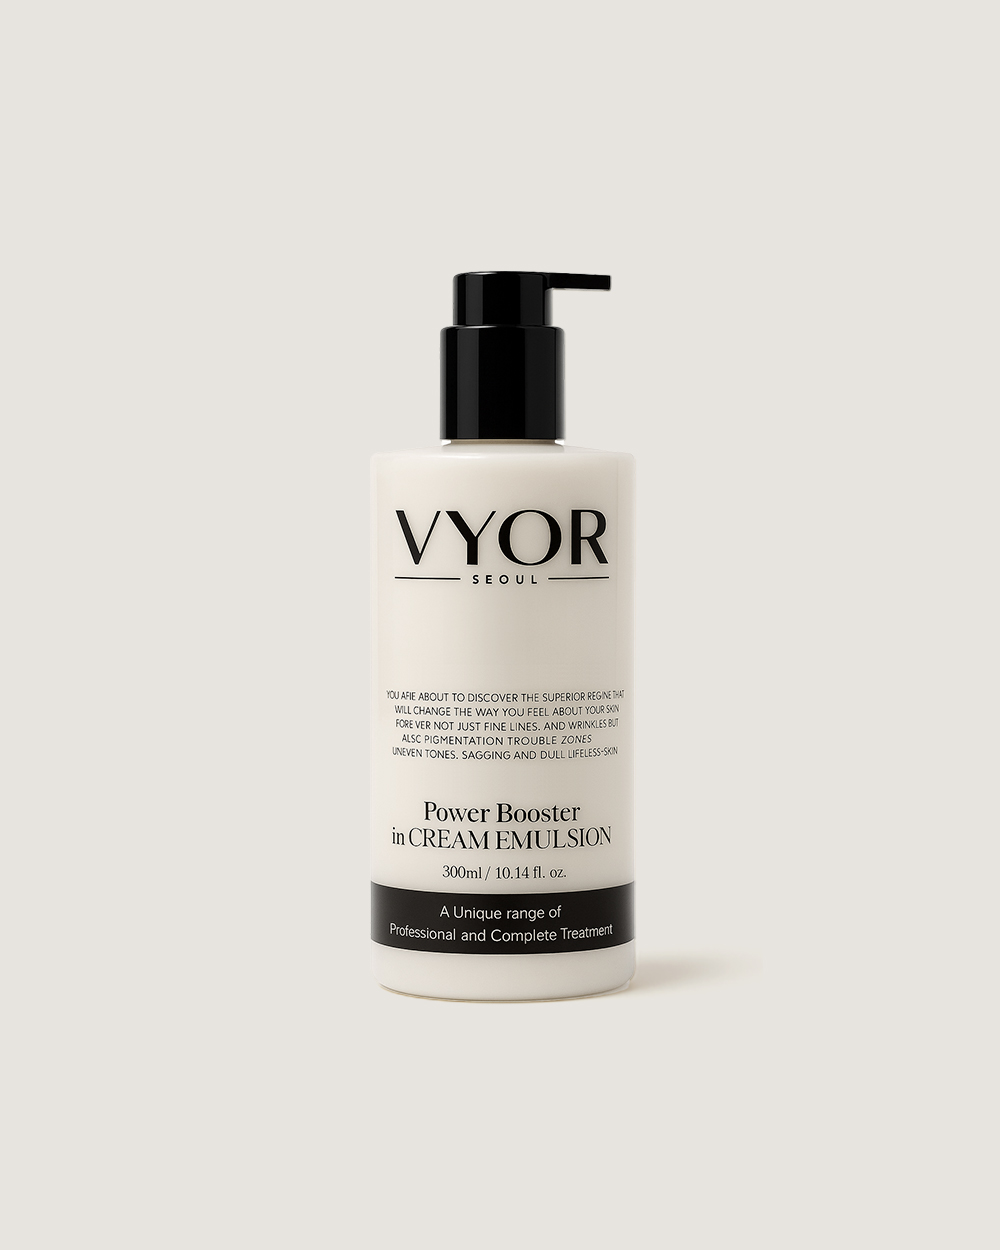 VYOR
SEOUL
YOU AFIE ABOUT TO DISCOVER THE SUPERIOR REGINE THAT
WILL CHANGE THE WAY YOU FEEL ABOUT YOUR SKIN
FORE VER NOT JUST FINE LINES. AND WRINKLES BUT
ALSC PIGMENTATION TROUBLE ZONES
UNEVEN TONES. SAGGING AND DULL LIFELESS-SKIN
Power Booster
in CREAM EMULSION
300ml / 10.14 fl. oz.
A Unique range of
Professional and Complete Treatment